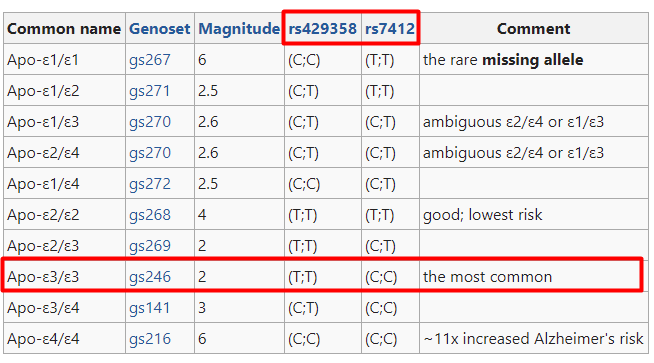 Common name Genoset Magnitude rs429358 rs7412 Comment
Apo-ε1/ε1 gs267 6 (C;C) (T;T) the rare missing allele
Apo-ε1/ε2 gs271 2.5 (C;T) (T;T)
Apo-ε1/ε3 gs270 2.6 (C;T) (C;T) ambiguous ε2/ε4 or ε1/ε3
Apo-ε2/ε4 gs270 2.6 (C;T) (C;T) ambiguous ε2/ε4 or ε1/ε3
Apo-ε1/ε4 gs272 2.5 (C;C) (C;T)
Apo-ε2/ε2 gs268 4 (T;T) (T;T) good; lowest risk
Apo-ε2/ε3 gs269 2 (T;T) (C;T)
Apo-ε3/ε3 gs246 2 (T;T) (C;C) the most common
Apo-ε3/ε4 gs141 3 (C;T) (C;C)
Apo-ε4/ε4 gs216 6 (C;C) (C;C) ~11x increased Alzheimer's risk